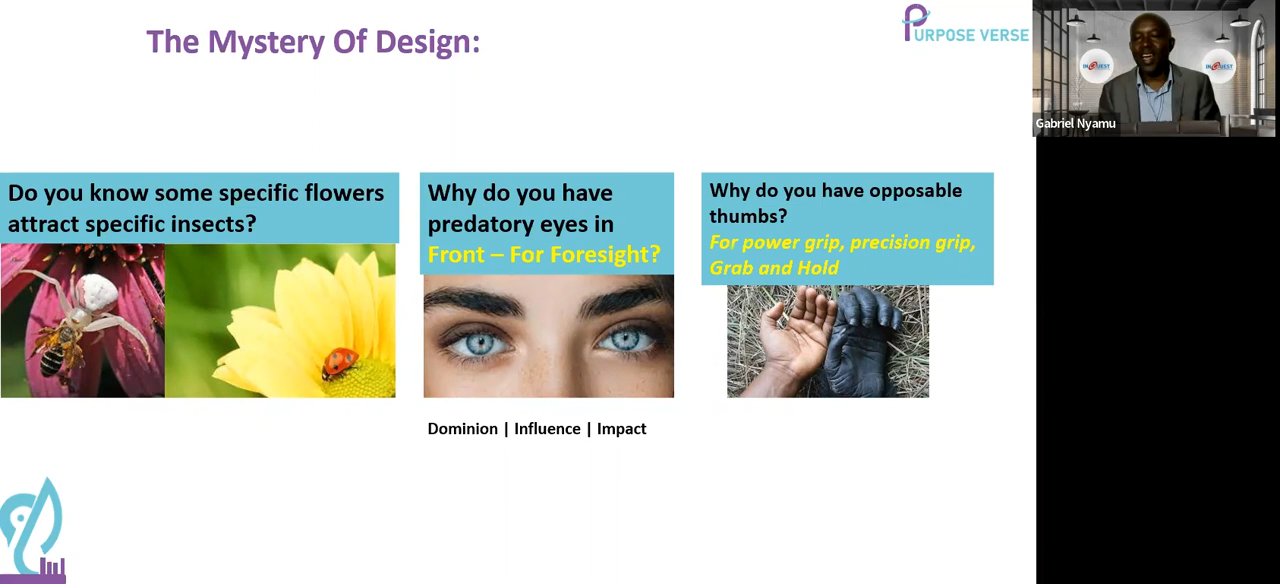 The Mystery Of Design:
PURPOSE VERSE
Gabriel Nyamu
Do you know some specific flowers
attract specific insects?
Why do you have
predatory eyes in
Front – For Foresight?
Why do you have opposable
thumbs?
For power grip, precision grip,
Grab and Hold
Dominion | Influence | Impact